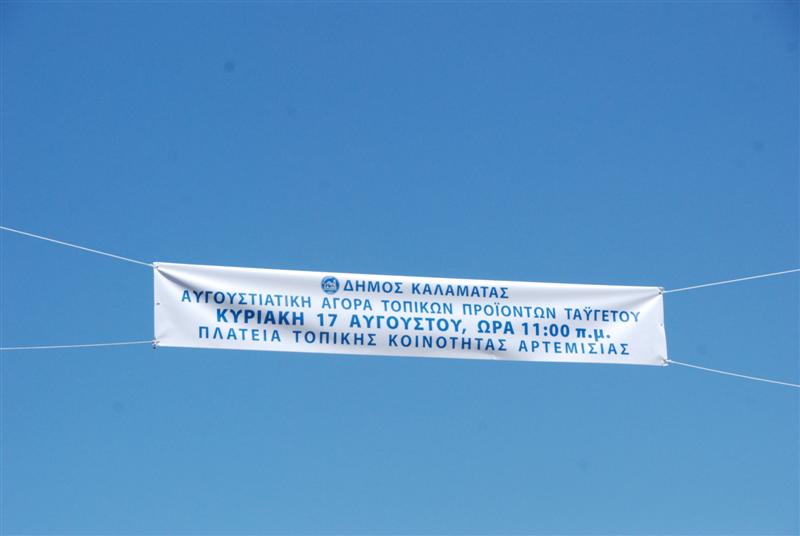 ΔΗΜΟΣ ΚΑΛΑΜΑΤΑΣ
ΑΥΓΟΥΣΤΙΑΤΙΚΗ ΑΓΟΡΑ ΤΟΠΙΚΩΝ ΠΡΟΪΟΝΤΩΝ ΤΑΫΓΕΤΟΥ
ΚΥΡΙΑΚΗ 17 ΑΥΓΟΥΣΤΟΥ, ΩΡΑ 11:00 π.μ.
ΠΛΑΤΕΙΑ ΤΟΠΙΚΗΣ ΚΟΙΝΟΤΗΤΑΣ ΑΡΤΕΜΙΣΙΑΣ